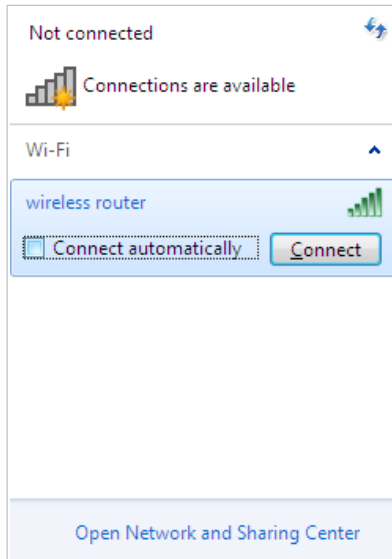 Not connected
Connections are available
Wi-Fi
wireless router
Connect automatically Connect
Open Network and Sharing Center